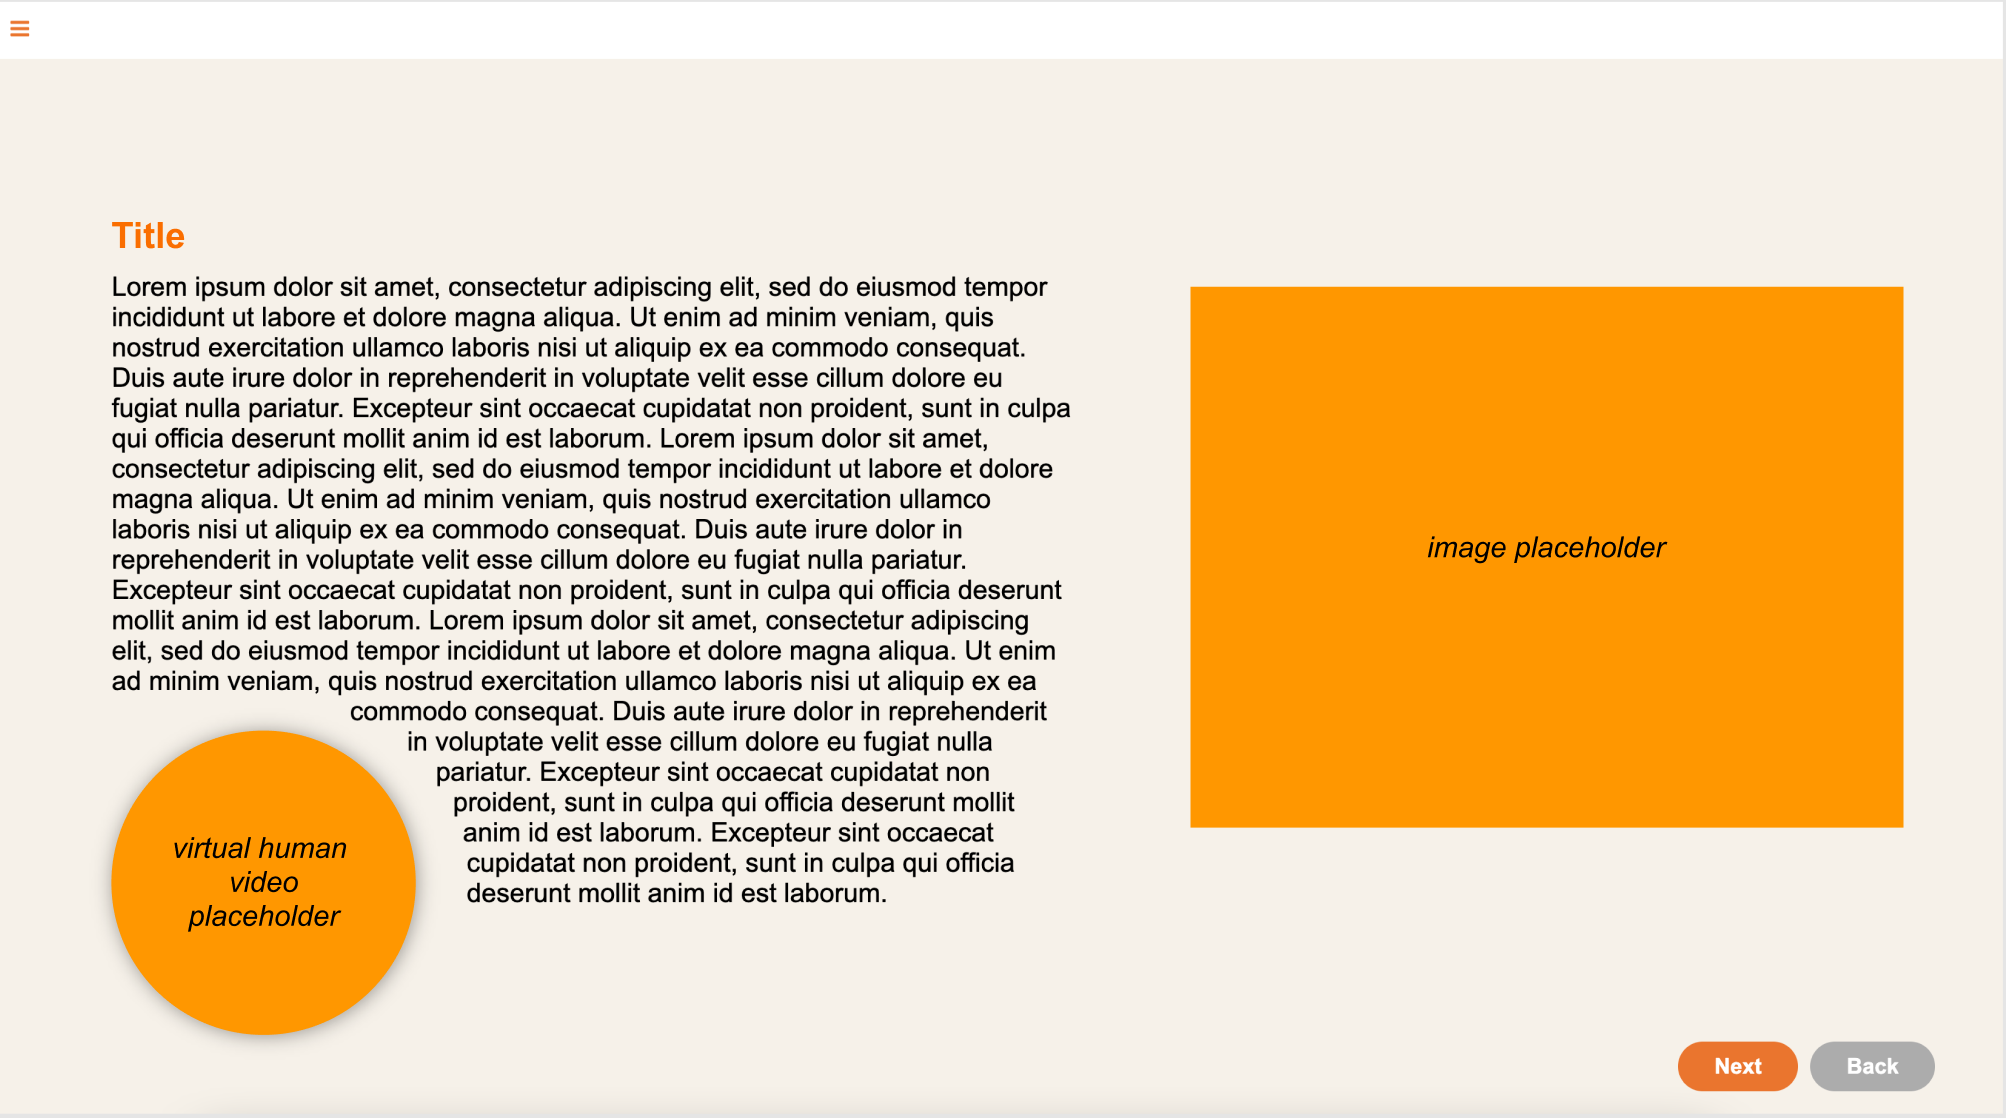 Title
Lorem ipsum dolor sit amet, consectetur adipiscing elit, sed do eiusmod tempor
incididunt ut labore et dolore magna aliqua. Ut enim ad minim veniam, quis
nostrud exercitation ullamco laboris nisi ut aliquip ex ea commodo consequat.
Duis aute irure dolor in reprehenderit in voluptate velit esse cillum dolore eu
fugiat nulla pariatur. Excepteur sint occaecat cupidatat non proident, sunt in culpa
qui officia deserunt mollit anim id est laborum. Lorem ipsum dolor sit amet,
consectetur adipiscing elit, sed do eiusmod tempor incididunt ut labore et dolore
magna aliqua. Ut enim ad minim veniam, quis nostrud exercitation ullamco
laboris nisi ut aliquip ex ea commodo consequat. Duis aute irure dolor in
reprehenderit in voluptate velit esse cillum dolore eu fugiat nulla pariatur.
Excepteur sint occaecat cupidatat non proident, sunt in culpa qui officia deserunt
mollit anim id est laborum. Lorem ipsum dolor sit amet, consectetur adipiscing
elit, sed do eiusmod tempor incididunt ut labore et dolore magna aliqua. Ut enim
ad minim veniam, quis nostrud exercitation ullamco laboris nisi ut aliquip ex ea
commodo consequat. Duis aute irure dolor in reprehenderit
in voluptate velit esse cillum dolore eu fugiat nulla
pariatur. Excepteur sint occaecat cupidatat non
proident, sunt in culpa qui officia deserunt mollit
anim id est laborum. Excepteur sint occaecat
cupidatat non proident, sunt in culpa qui officia
deserunt mollit anim id est laborum.
virtual human
video
placeholder
image placeholder
Next
Back